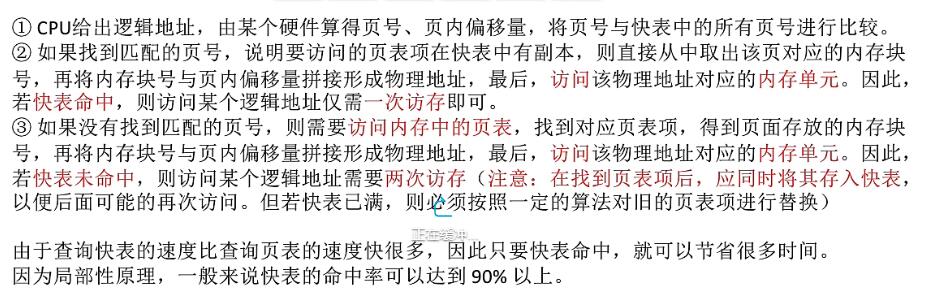 ① CPU给出逻辑地址，由某个硬件算得页号、页内偏移量，将页号与快表中的所有页号进行比较。
② 如果找到匹配的页号，说明要访问的页表项在快表中有副本，则直接从中取出该页对应的内存块
号，再将内存块号与页内偏移量拼接形成物理地址，最后，访问该物理地址对应的内存单元。因此，
若快表命中，则访问某个逻辑地址仅需一次访存即可。
③ 如果没有找到匹配的页号，则需要访问内存中的页表，找到对应页表项，得到页面存放的内存块
号，再将内存块号与页内偏移量拼接形成物理地址，最后，访问该物理地址对应的内存单元。因此，
若快表未命中，则访问某个逻辑地址需要两次访存（注意：在找到页表项后，应同时将其存入快表，
以便后面可能的再次访问。但若快表已满，则必须按照一定的算法对旧的页表项进行替换）
正在缓冲
由于查询快表的速度比查询页表的速度快很多，因此只要快表命中，就可以节省很多时间。
因为局部性原理，一般来说快表的命中率可以达到 90% 以上。